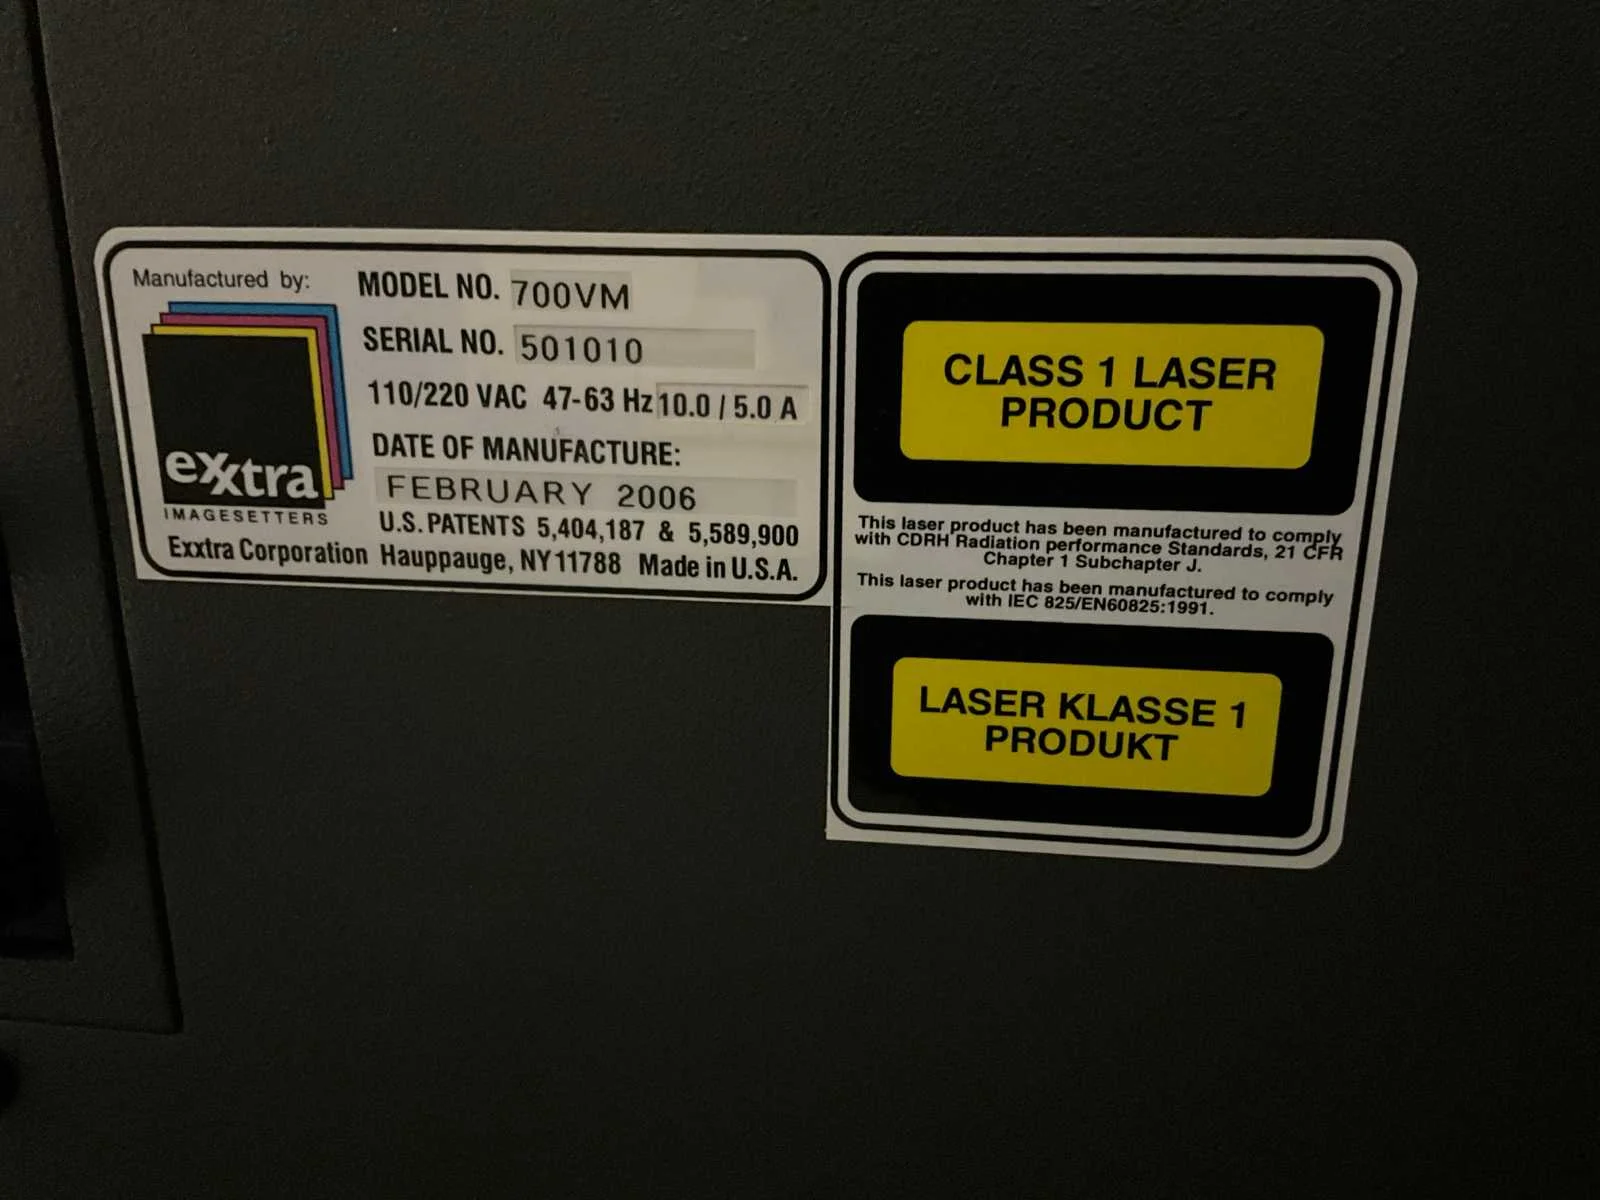 Manufactured by:
exxtra
IMAGESETTERS
MODEL NO. 700VM
SERIAL NO. 501010
110/220 VAC 47-63 Hz 10.0 / 5.0 A
DATE OF MANUFACTURE:
FEBRUARY 2006
U.S. PATENTS 5,404,187 & 5,589,900
Exxtra Corporation Hauppauge, NY 11788 Made in U.S.A.
CLASS 1 LASER
PRODUCT
This laser product has been manufactured to comply
with CDRH Radiation performance Standards, 21 CFR
Chapter 1 Subchapter J.
This laser product has been manufactured to comply
with IEC 825/EN60825:1991.
LASER KLASSE 1
PRODUKT